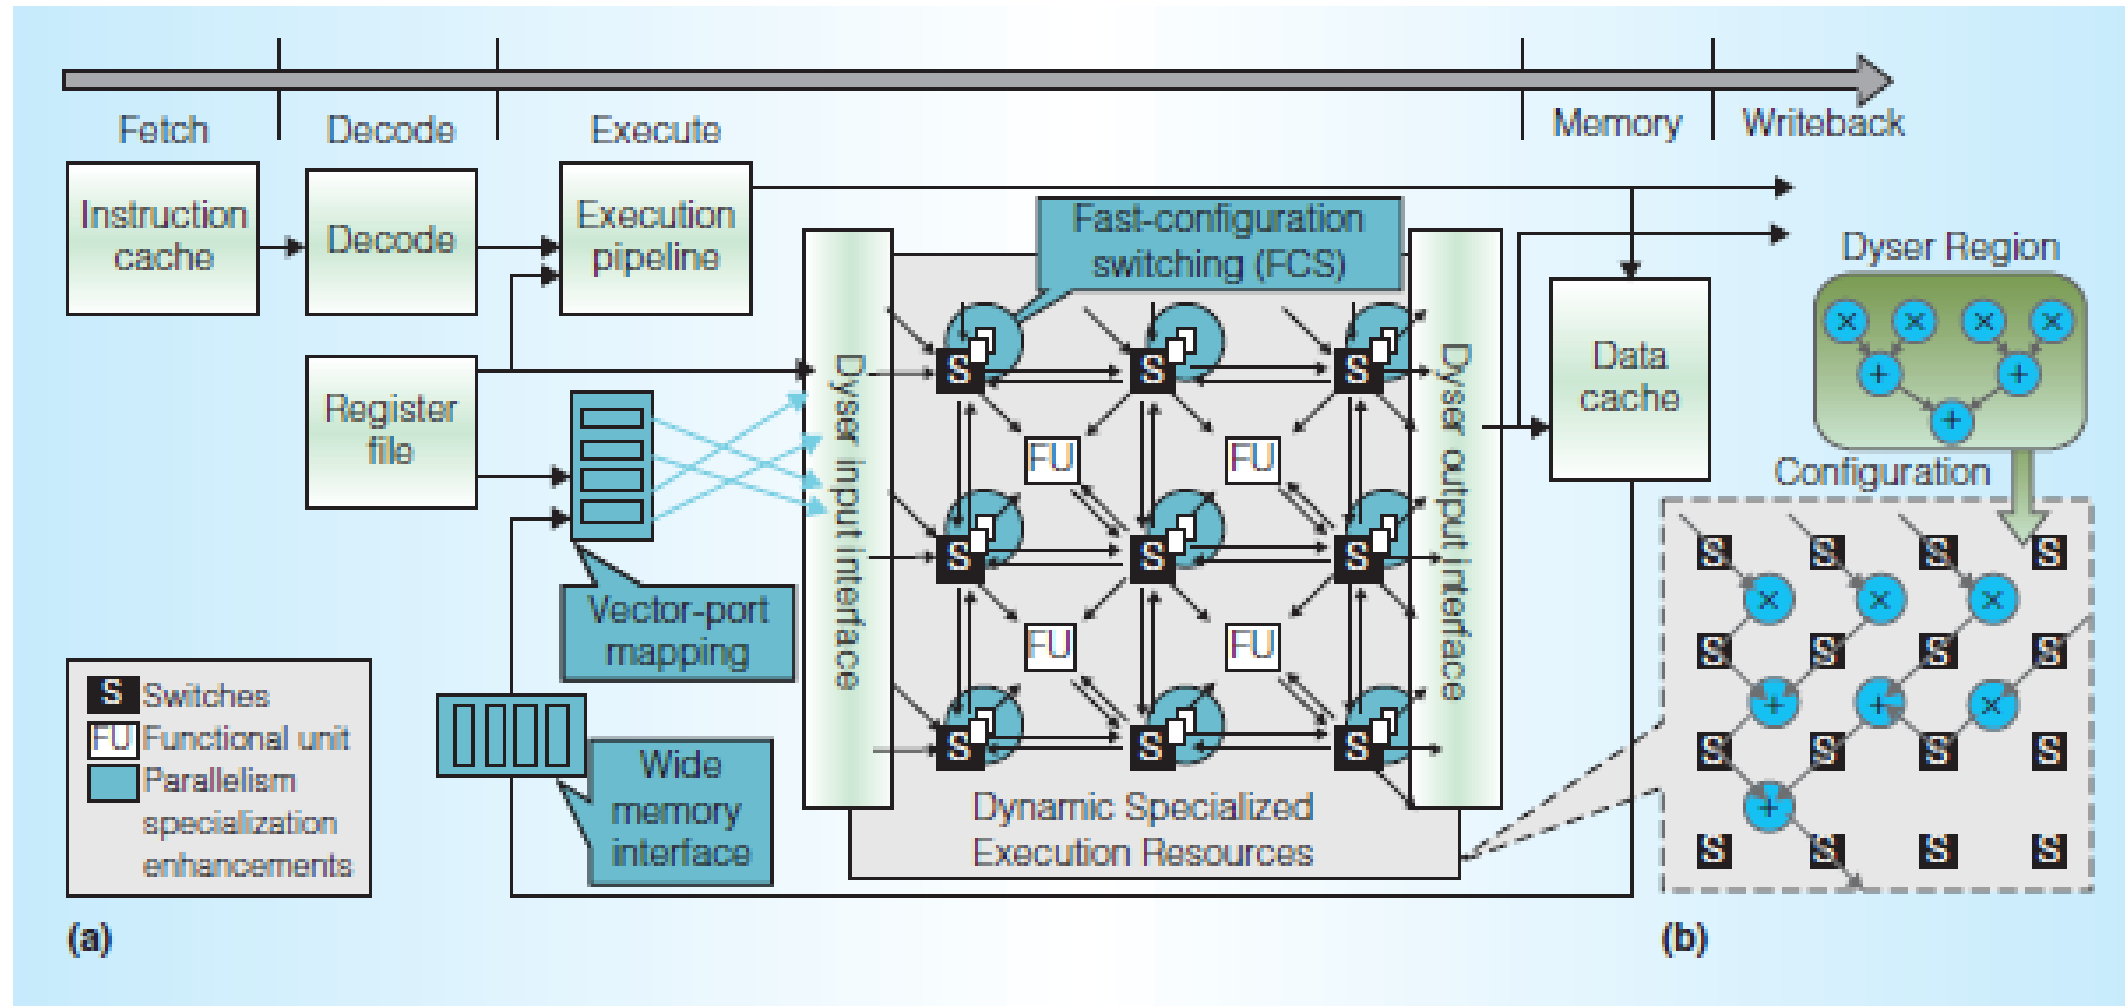 Fetch
Decode
Execute
Memory
Writeback
Instruction
cache
Decode
Execution
pipeline
Fast-configuration
switching (FCS)
Dyser Region
× × × ×
+ +
+
Register
file
Dyser input interface
S S S
FU FU
S S S
FU FU
S S S
Dyser output interface
Data
cache
Configuration
S S S S
× × ×
S S S S
+ + ×
S S S S
+
S S S S
Vector-port
mapping
Wide
memory
interface
Dynamic Specialized
Execution Resources
S Switches
FU Functional unit
Parallelism
specialization
enhancements
(a)
(b)